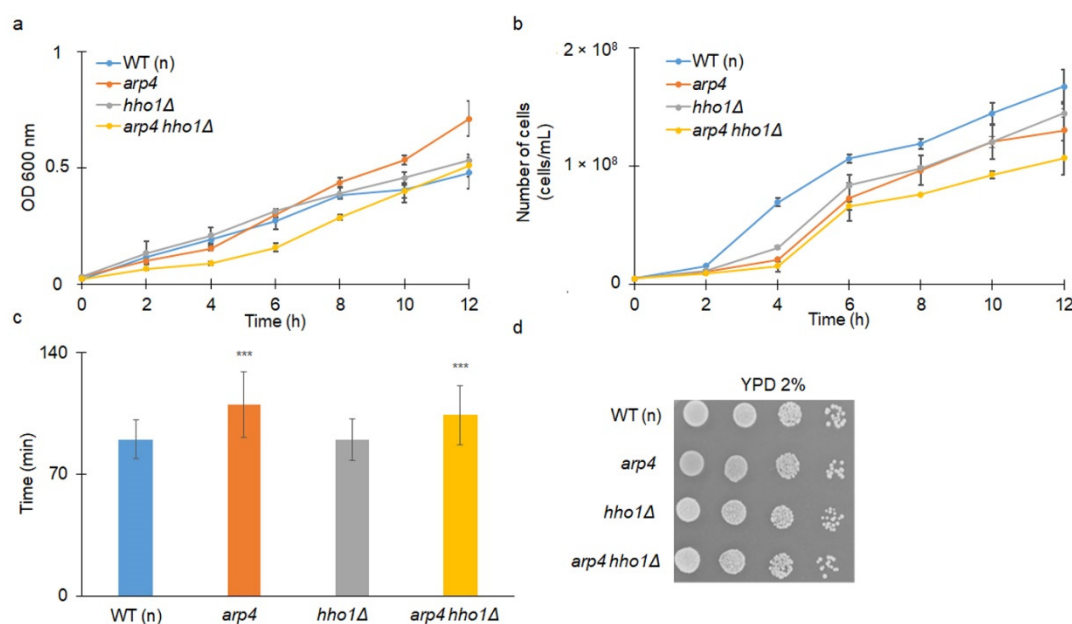 a
1
WT (n)
arp4
hho1Δ
arp4 hho1Δ
0.5
0
OD 600 nm
0 2 4 6 8 10 12
Time (h)
b
2 × 10⁸
WT (n)
arp4
hho1Δ
arp4 hho1Δ
1 × 10⁸
0
Number of cells
(cells/mL)
0 2 4 6 8 10 12
Time (h)
c
140
***
***
70
0
Time (min)
WT (n) arp4 hho1Δ arp4 hho1Δ
d
YPD 2%
WT (n)
arp4
hho1Δ
arp4 hho1Δ